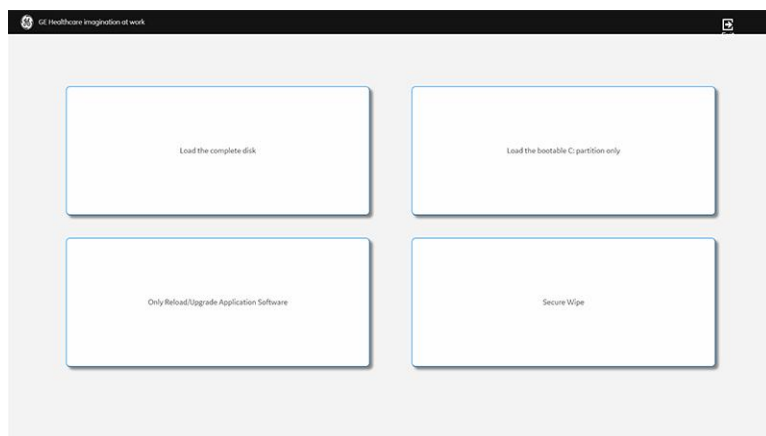 GE Healthcare imagination at work
Load the complete disk
Load the bootable C: partition only
Only Reload/Upgrade Application Software
Secure Wipe